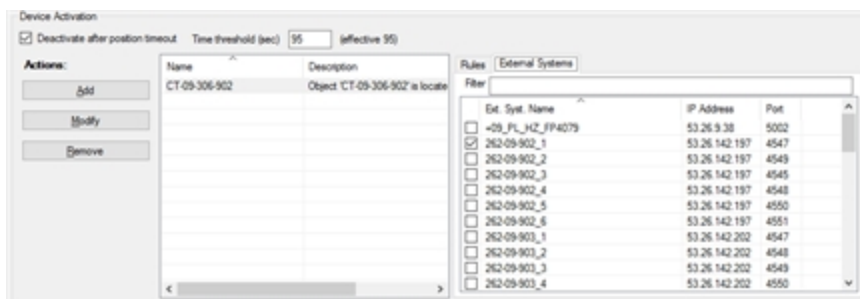 Device Activation
Deactivate after position timeout Time threshold (sec) 95 (effective 95)
Actions:
Add
Modify
Remove
Name Description
CT-09-306-902 Object 'CT-09-306-902' is locate
Rules External Systems
Filter
Ext. Syst. Name IP Address Port
=09_PL_HZ_FP4079 53.26.9.38 5002
262-09-902_1 53.26.142.197 4547
262-09-902_2 53.26.142.197 4549
262-09-902_3 53.26.142.197 4545
262-09-902_4 53.26.142.197 4548
262-09-902_5 53.26.142.197 4550
262-09-902_6 53.26.142.197 4551
262-09-903_1 53.26.142.202 4547
262-09-903_2 53.26.142.202 4548
262-09-903_3 53.26.142.202 4549
262-09-903_4 53.26.142.202 4550